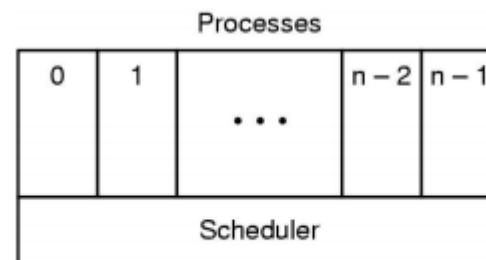 Processes
0 1 • • • n – 2 n – 1
Scheduler